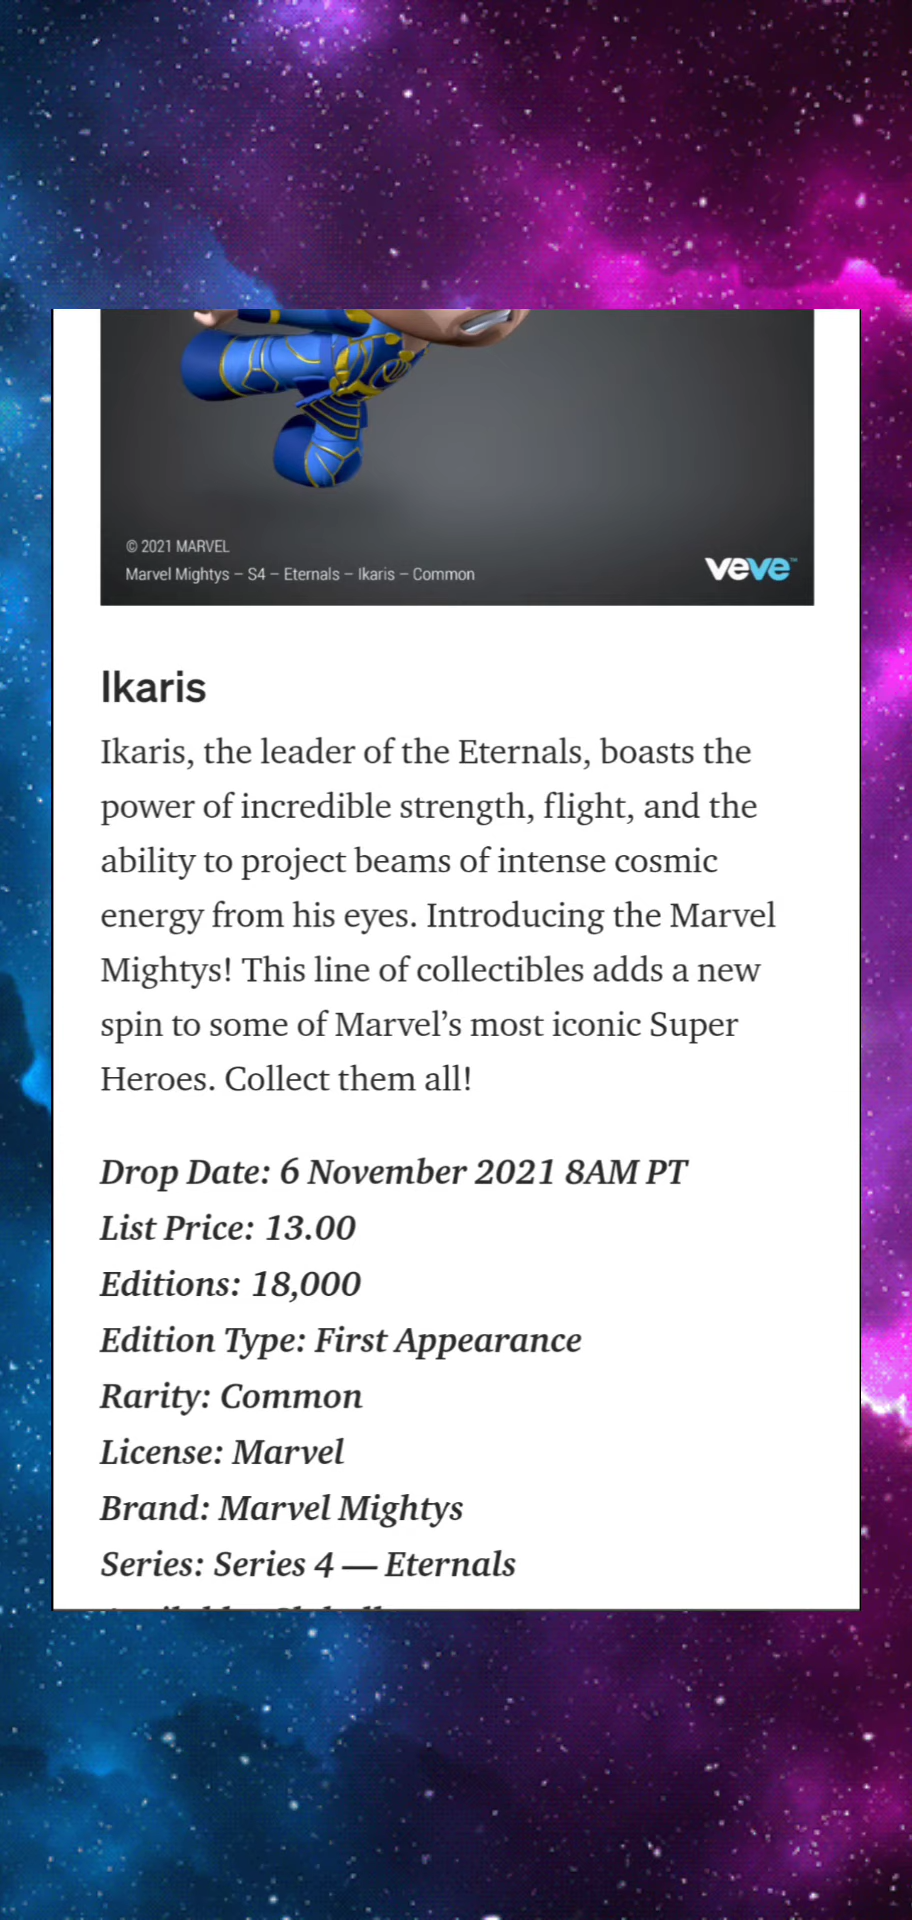 © 2021 MARVEL
Marvel Mightys – S4 – Eternals – Ikaris – Common
veve™
Ikaris
Ikaris, the leader of the Eternals, boasts the
power of incredible strength, flight, and the
ability to project beams of intense cosmic
energy from his eyes. Introducing the Marvel
Mightys! This line of collectibles adds a new
spin to some of Marvel’s most iconic Super
Heroes. Collect them all!
Drop Date: 6 November 2021 8AM PT
List Price: 13.00
Editions: 18,000
Edition Type: First Appearance
Rarity: Common
License: Marvel
Brand: Marvel Mightys
Series: Series 4 — Eternals